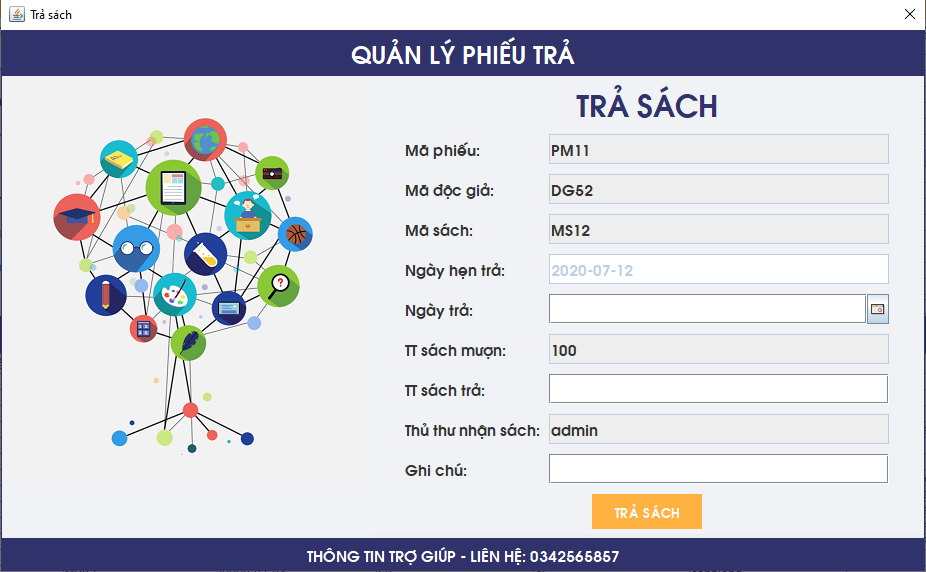 Trả sách
QUẢN LÝ PHIẾU TRẢ
TRẢ SÁCH
Mã phiếu: PM11
Mã độc giả: DG52
Mã sách: MS12
Ngày hẹn trả: 2020-07-12
Ngày trả:
TT sách mượn: 100
TT sách trả:
Thủ thư nhận sách: admin
Ghi chú:
TRẢ SÁCH
THÔNG TIN TRỢ GIÚP - LIÊN HỆ: 0342565857